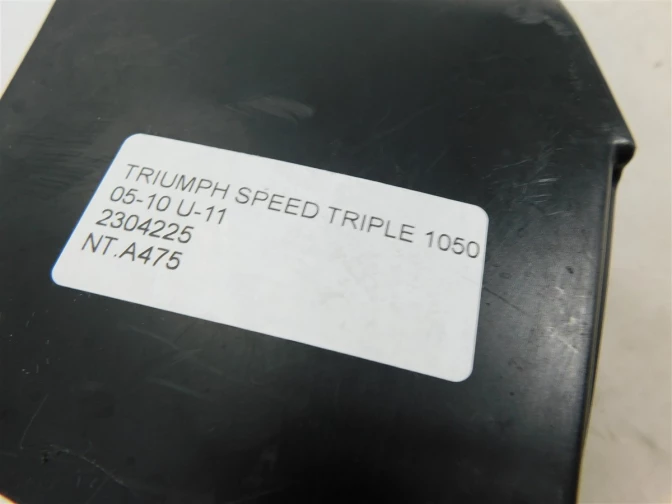 TRIUMPH SPEED TRIPLE 1050
05-10 U-11
2304225
NT.A475